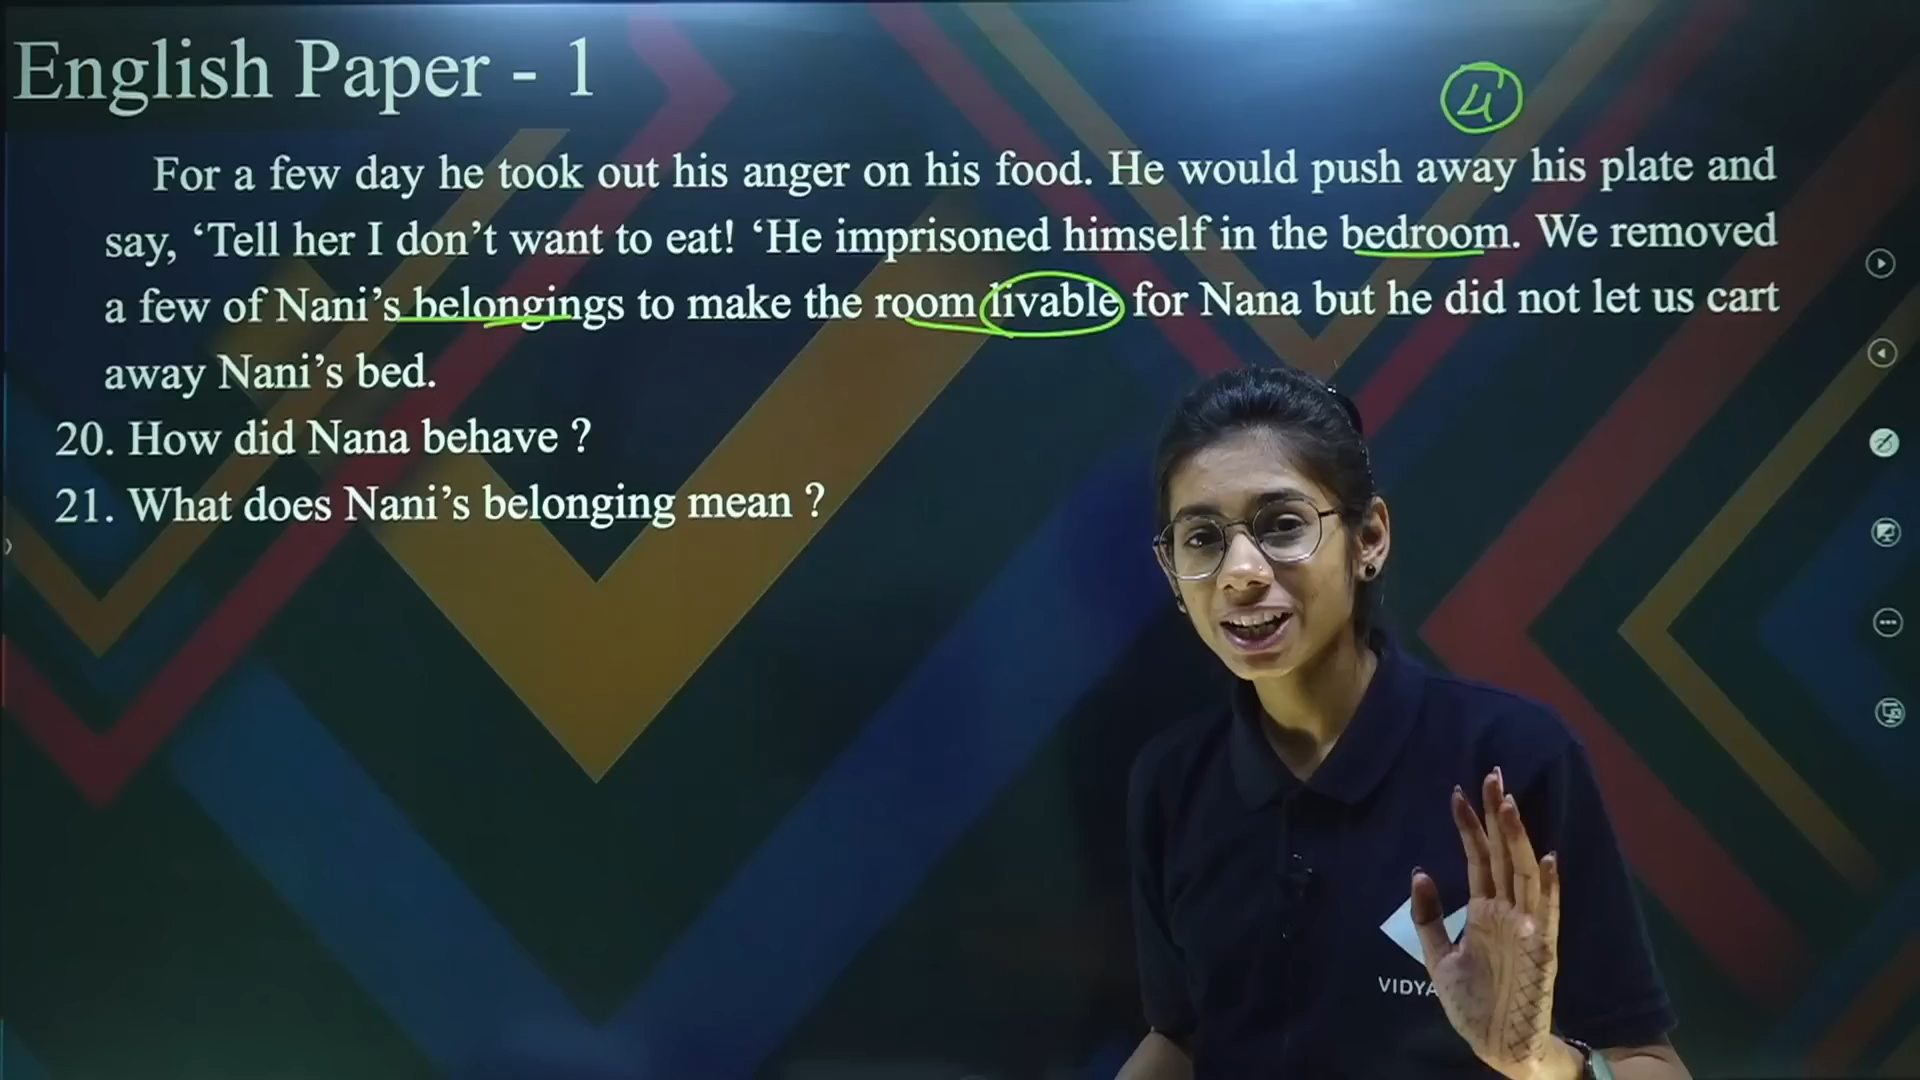 English Paper - 1
4
For a few day he took out his anger on his food. He would push away his plate and
say, ‘Tell her I don’t want to eat! ‘He imprisoned himself in the bedroom. We removed
a few of Nani’s belongings to make the room livable for Nana but he did not let us cart
away Nani’s bed.
20. How did Nana behave ?
21. What does Nani’s belonging mean ?
VIDYA